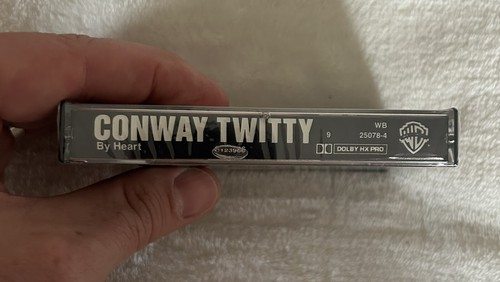 CONWAY TWITTY
By Heart
9
WB
25078-4
DOLBY HX PRO